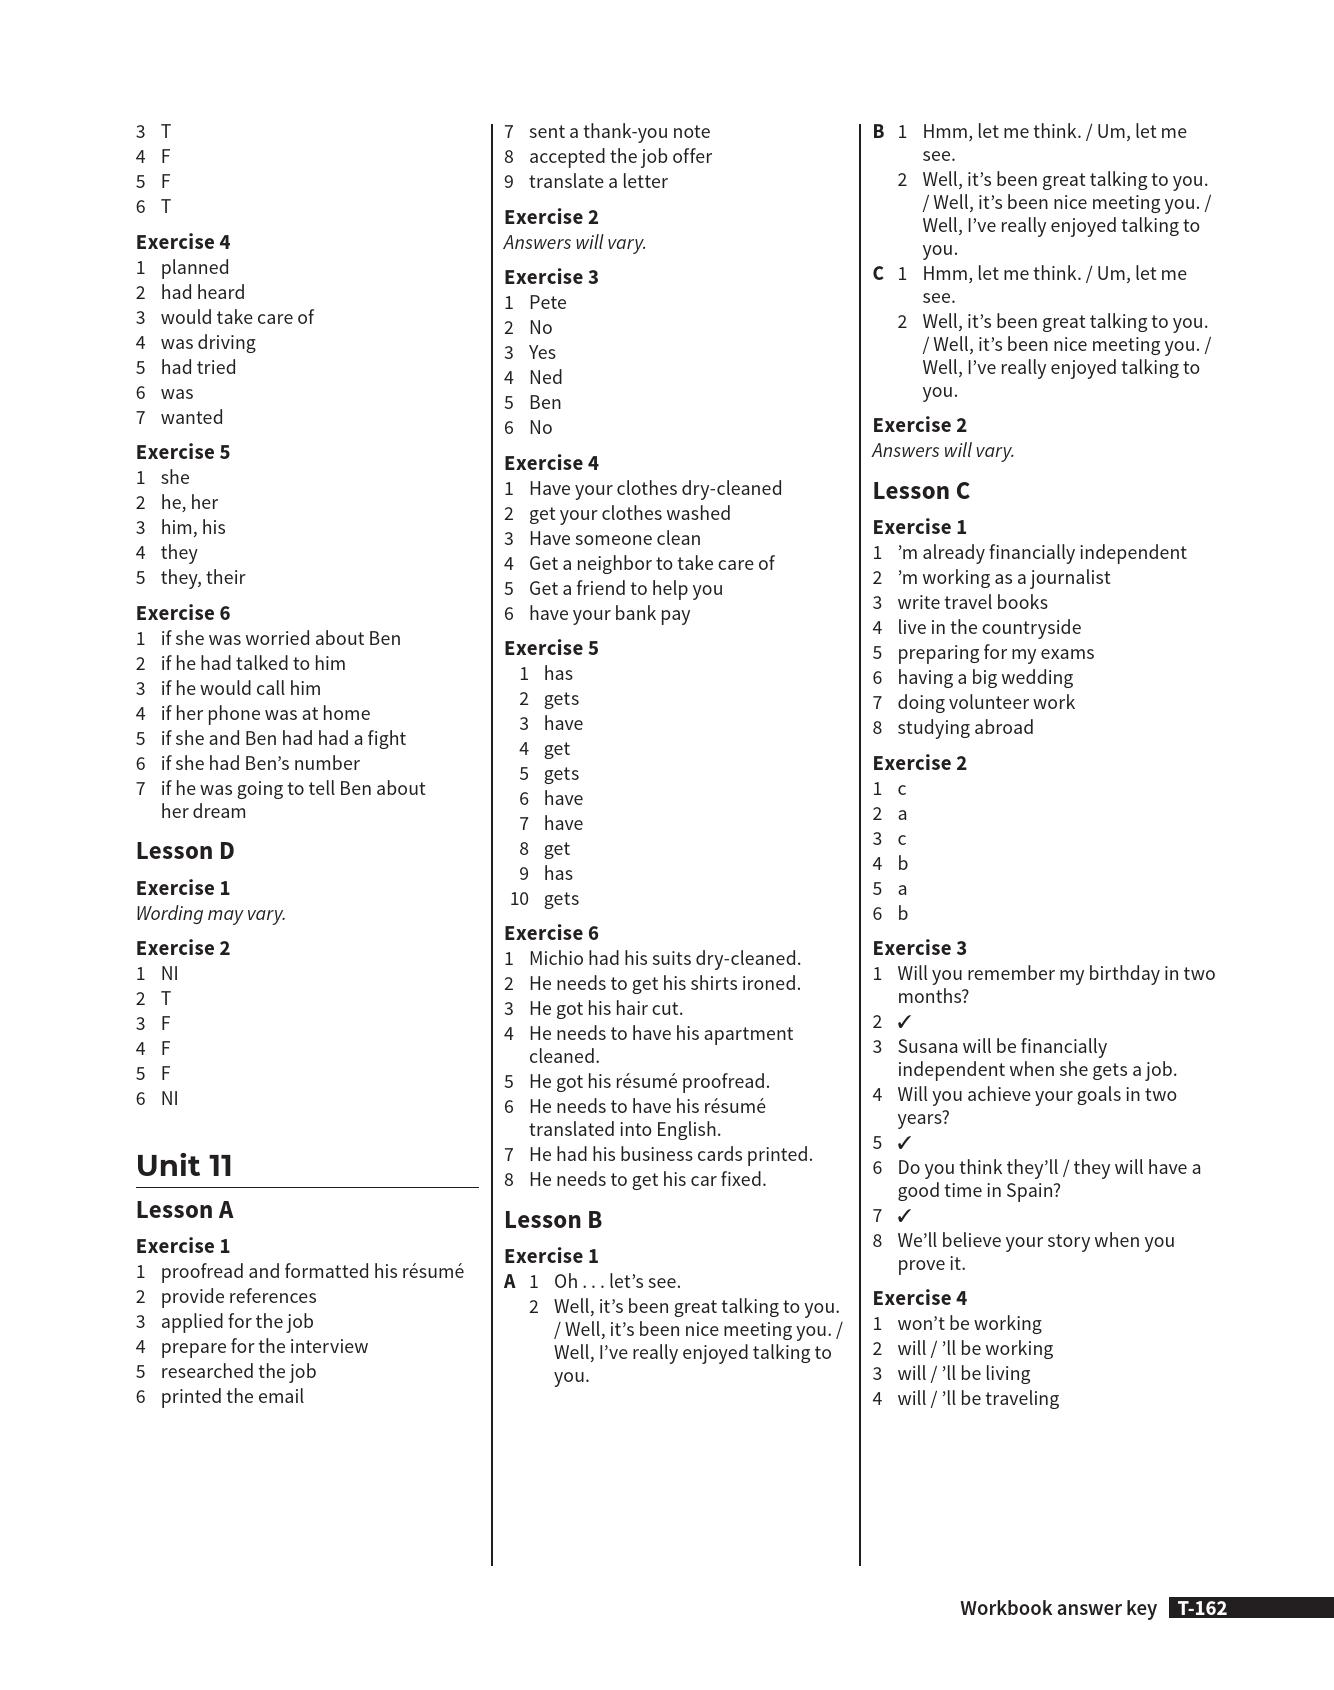 3 T
4 F
5 F
6 T
Exercise 4
1 planned
2 had heard
3 would take care of
4 was driving
5 had tried
6 was
7 wanted
Exercise 5
1 she
2 he, her
3 him, his
4 they
5 they, their
Exercise 6
1 if she was worried about Ben
2 if he had talked to him
3 if he would call him
4 if her phone was at home
5 if she and Ben had had a fight
6 if she had Ben’s number
7 if he was going to tell Ben about
her dream
Lesson D
Exercise 1
Wording may vary.
Exercise 2
1 NI
2 T
3 F
4 F
5 F
6 NI
Unit 11
Lesson A
Exercise 1
1 proofread and formatted his résumé
2 provide references
3 applied for the job
4 prepare for the interview
5 researched the job
6 printed the email
7 sent a thank-you note
8 accepted the job offer
9 translate a letter
Exercise 2
Answers will vary.
Exercise 3
1 Pete
2 No
3 Yes
4 Ned
5 Ben
6 No
Exercise 4
1 Have your clothes dry-cleaned
2 get your clothes washed
3 Have someone clean
4 Get a neighbor to take care of
5 Get a friend to help you
6 have your bank pay
Exercise 5
1 has
2 gets
3 have
4 get
5 gets
6 have
7 have
8 get
9 has
10 gets
Exercise 6
1 Michio had his suits dry-cleaned.
2 He needs to get his shirts ironed.
3 He got his hair cut.
4 He needs to have his apartment
cleaned.
5 He got his résumé proofread.
6 He needs to have his résumé
translated into English.
7 He had his business cards printed.
8 He needs to get his car fixed.
Lesson B
Exercise 1
A 1 Oh . . . let’s see.
2 Well, it’s been great talking to you.
/ Well, it’s been nice meeting you. /
Well, I’ve really enjoyed talking to
you.
B 1 Hmm, let me think. / Um, let me
see.
2 Well, it’s been great talking to you.
/ Well, it’s been nice meeting you. /
Well, I’ve really enjoyed talking to
you.
C 1 Hmm, let me think. / Um, let me
see.
2 Well, it’s been great talking to you.
/ Well, it’s been nice meeting you. /
Well, I’ve really enjoyed talking to
you.
Exercise 2
Answers will vary.
Lesson C
Exercise 1
1 ’m already financially independent
2 ’m working as a journalist
3 write travel books
4 live in the countryside
5 preparing for my exams
6 having a big wedding
7 doing volunteer work
8 studying abroad
Exercise 2
1 c
2 a
3 c
4 b
5 a
6 b
Exercise 3
1 Will you remember my birthday in two
months?
2 ✓
3 Susana will be financially
independent when she gets a job.
4 Will you achieve your goals in two
years?
5 ✓
6 Do you think they’ll / they will have a
good time in Spain?
7 ✓
8 We’ll believe your story when you
prove it.
Exercise 4
1 won’t be working
2 will / ’ll be working
3 will / ’ll be living
4 will / ’ll be traveling
Workbook answer key T-162